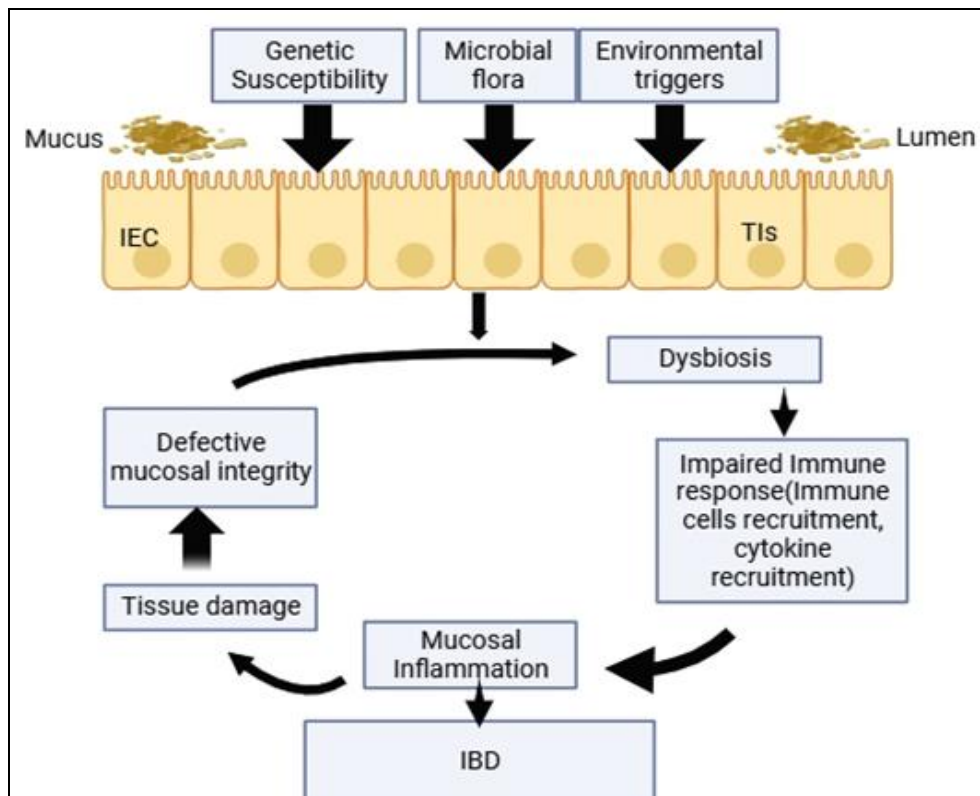 Genetic
Susceptibility
Microbial
flora
Environmental
triggers
Mucus
Lumen
IEC
TIs
Dysbiosis
Defective
mucosal integrity
Impaired Immune
response(Immune
cells recruitment,
cytokine
recruitment)
Tissue damage
Mucosal
Inflammation
IBD